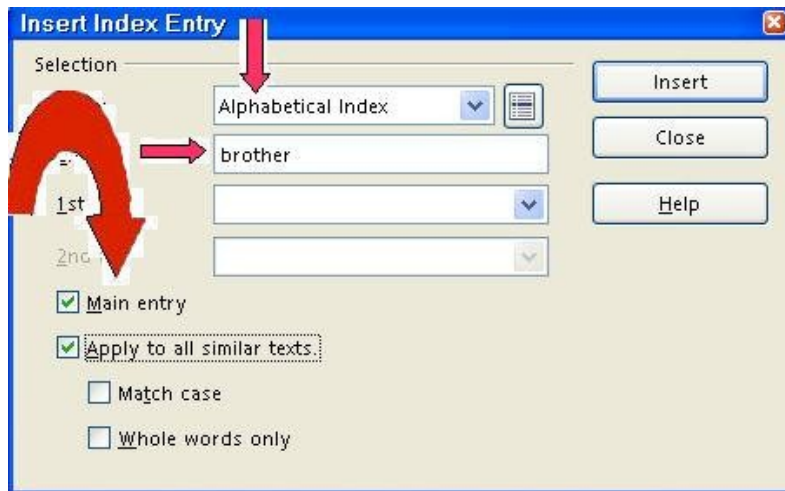 Insert Index Entry
Selection
Alphabetical Index
Insert
brother
Close
1st
Help
2nd
Main entry
Apply to all similar texts.
Match case
Whole words only